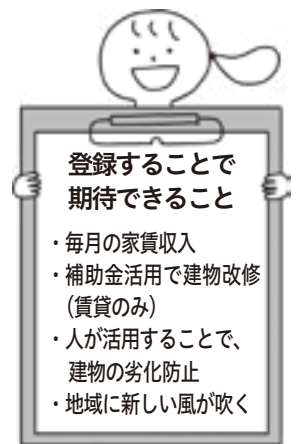 登録することで
期待できること
・毎月の家賃収入
・補助金活用で建物改修
(賃貸のみ)
・人が活用することで、
建物の劣化防止
・地域に新しい風が吹く